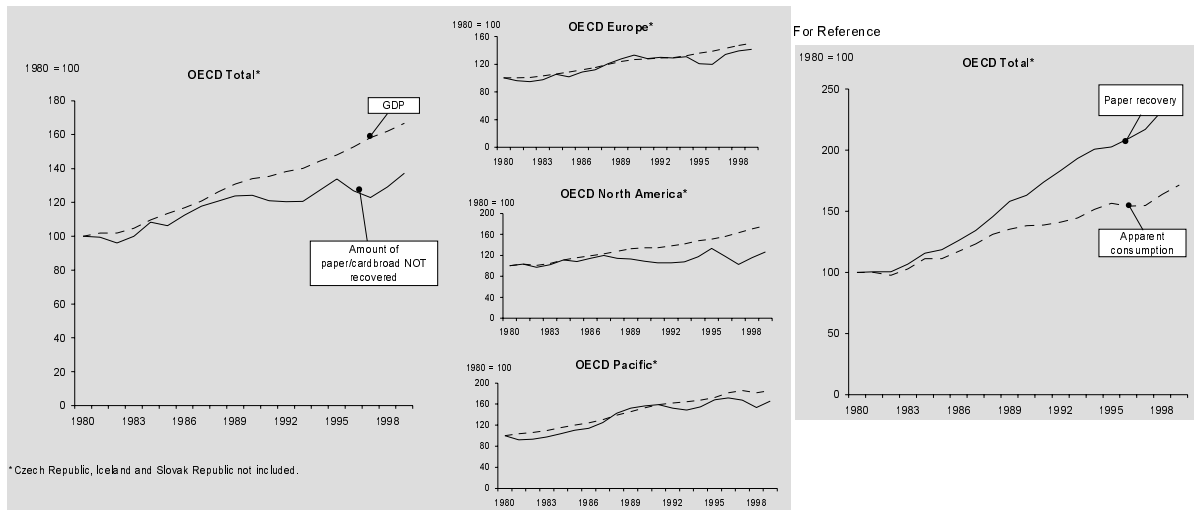 1980 = 100
OECD Total*
180
160
140
120
100
80
60
40
20
0
1980 1983 1986 1989 1992 1995 1998
GDP
Amount of
paper/cardbroad NOT
recovered
*Czech Republic, Iceland and Slovak Republic not included.
1980 = 100
OECD Europe*
160
120
80
40
0
1980 1983 1986 1989 1992 1995 1998
OECD North America*
1980 = 100
200
160
120
80
40
0
1980 1983 1986 1989 1992 1995 1998
OECD Pacific*
1980 = 100
200
160
120
80
40
0
1980 1983 1986 1989 1992 1995 1998
For Reference
1980 = 100
OECD Total*
250
200
150
100
50
0
1980 1983 1986 1989 1992 1995 1998
Paper recovery
Apparent
consumption